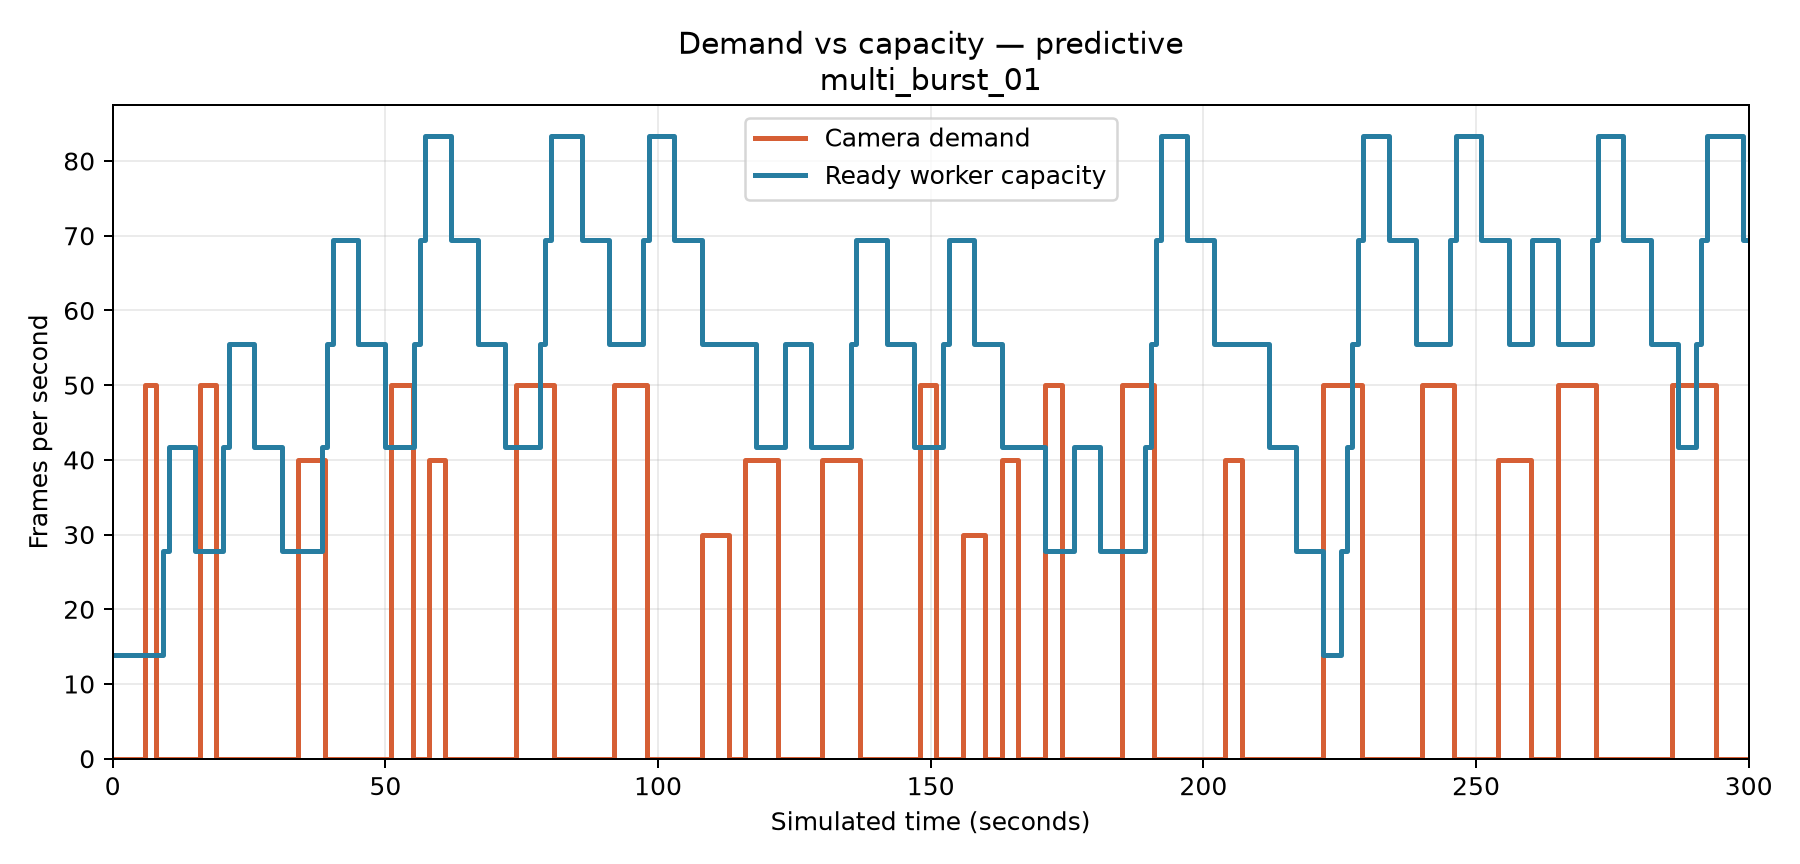 Demand vs capacity — predictive
multi_burst_01
Camera demand
Ready worker capacity
Frames per second
80
70
60
50
40
30
20
10
0
0 50 100 150 200 250 300
Simulated time (seconds)